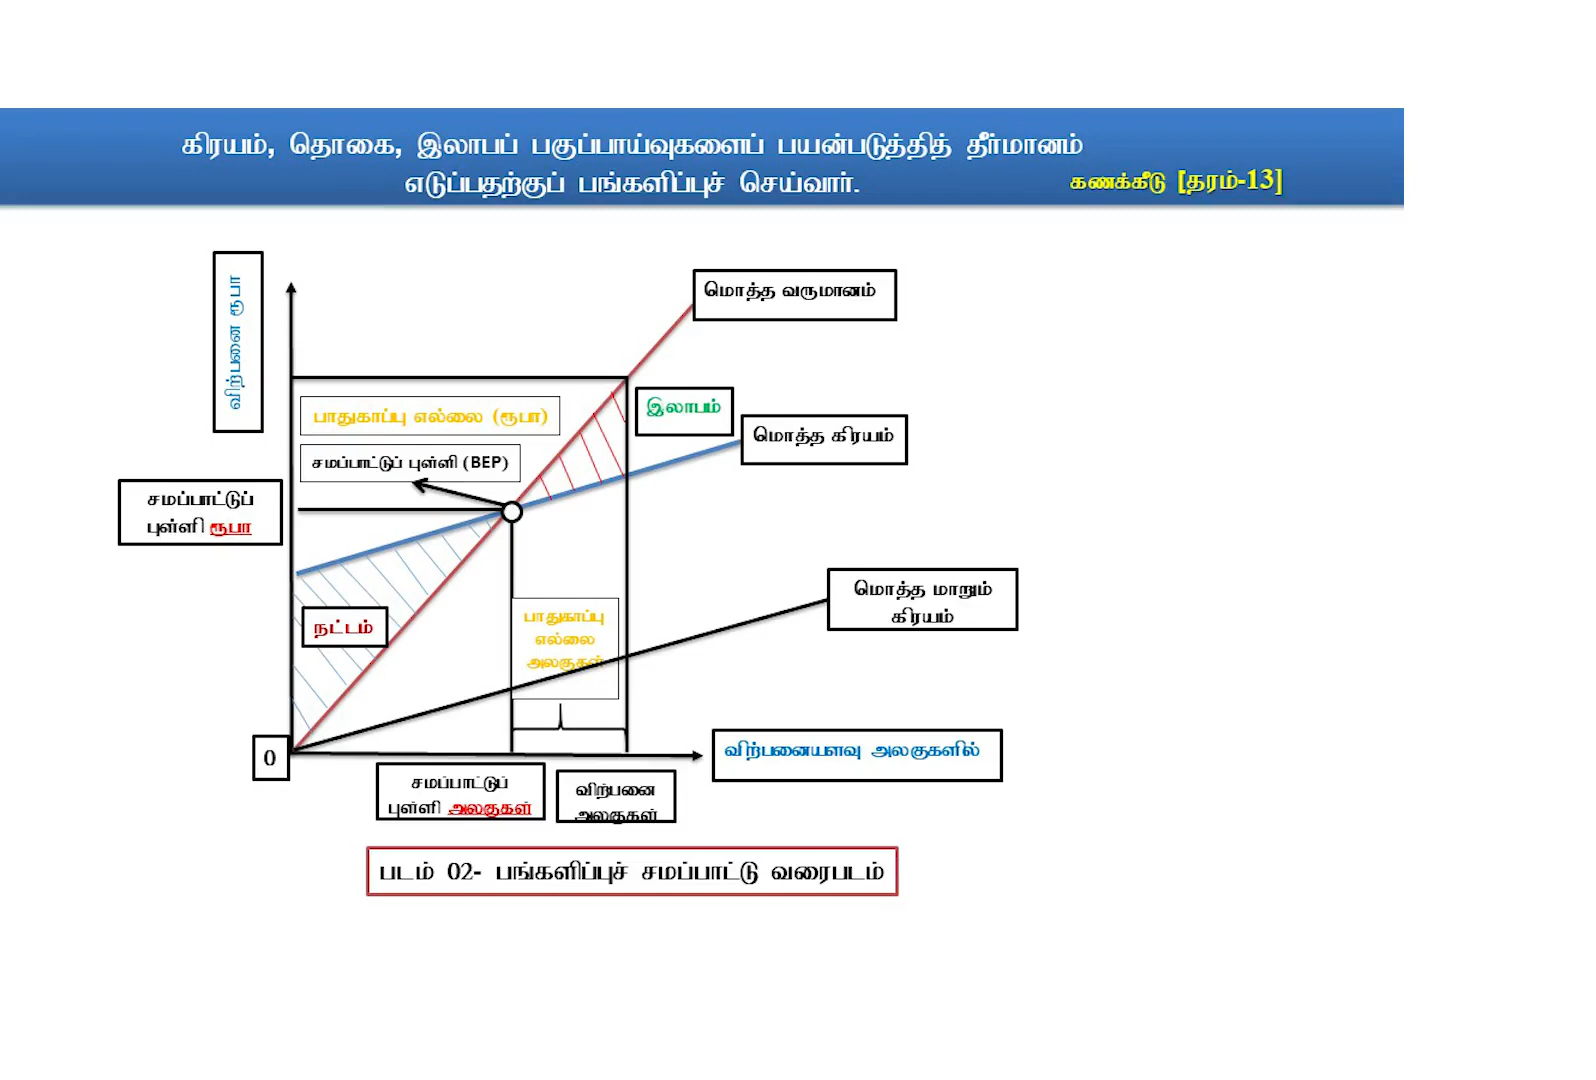 கிரயம், தொகை, இலாபப் பகுப்பாய்வுகளைப் பயன்படுத்தித் தீர்மானம்
எடுப்பதற்குப் பங்களிப்புச் செய்வார்.
கணக்கீடு [தரம்-13]
விற்பனை ரூபா
மொத்த வருமானம்
இலாபம்
பாதுகாப்பு எல்லை (ரூபா)
மொத்த கிரயம்
சமப்பாட்டுப் புள்ளி (BEP)
சமப்பாட்டுப்
புள்ளி ரூபா
மொத்த மாறும்
கிரயம்
நட்டம்
பாதுகாப்பு
எல்லை
அலகுகள்
0
விற்பனையளவு அலகுகளில்
சமப்பாட்டுப்
புள்ளி அலகுகள்
விற்பனை
அலகுகள்
படம் 02- பங்களிப்புச் சமப்பாட்டு வரைபடம்